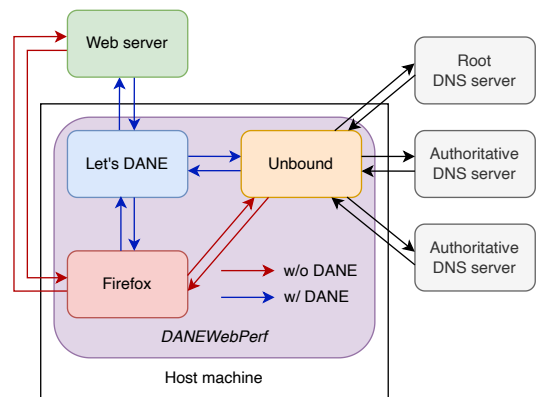 Web server
Root
DNS server
Let's DANE
Unbound
Authoritative
DNS server
Authoritative
DNS server
Firefox
w/o DANE
w/ DANE
DANEWebPerf
Host machine